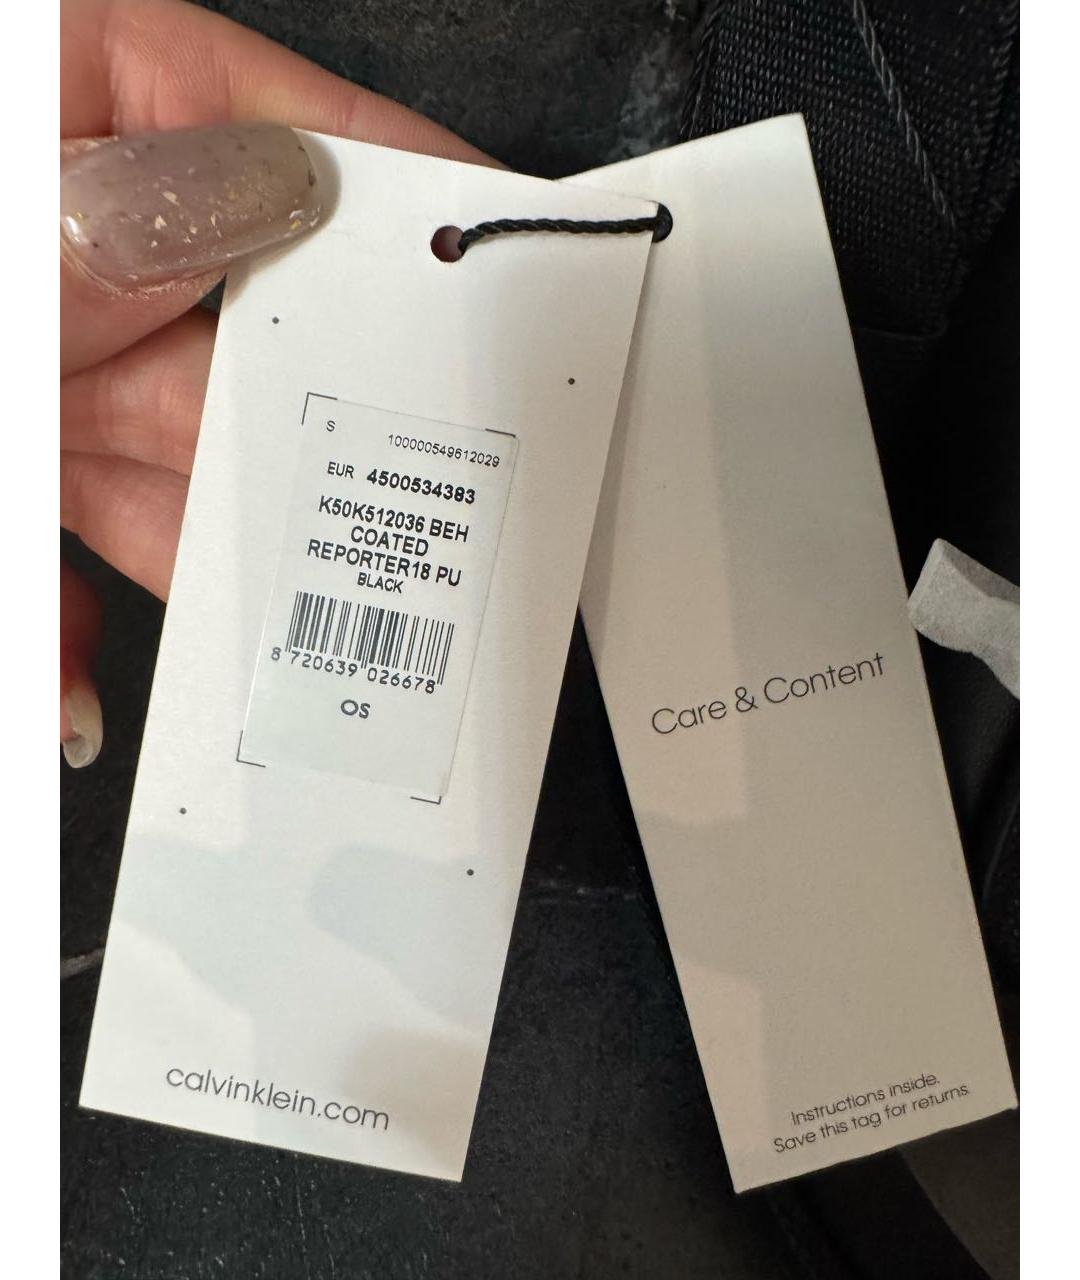 S 100000549612029
EUR 4500534383
K50K512036 BEH
COATED
REPORTER18 PU
BLACK
8 720639 026678
OS
calvinklein.com
Care & Content
Instructions inside.
Save this tag for returns.